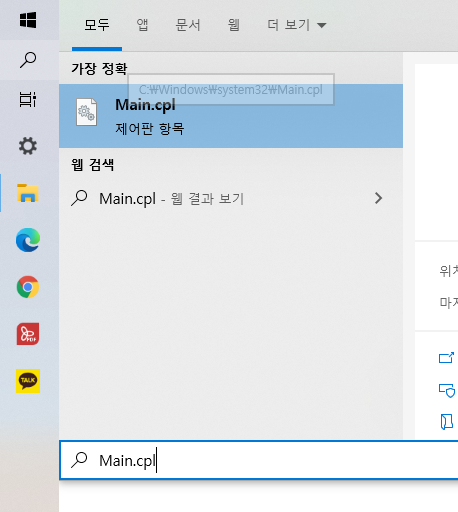 모두 앱 문서 웹 더 보기
가장 정확
C:₩Windows₩system32₩Main.cpl
Main.cpl
제어판 항목
웹 검색
Main.cpl - 웹 결과 보기
위치
PDF
TALK
Main.cpl